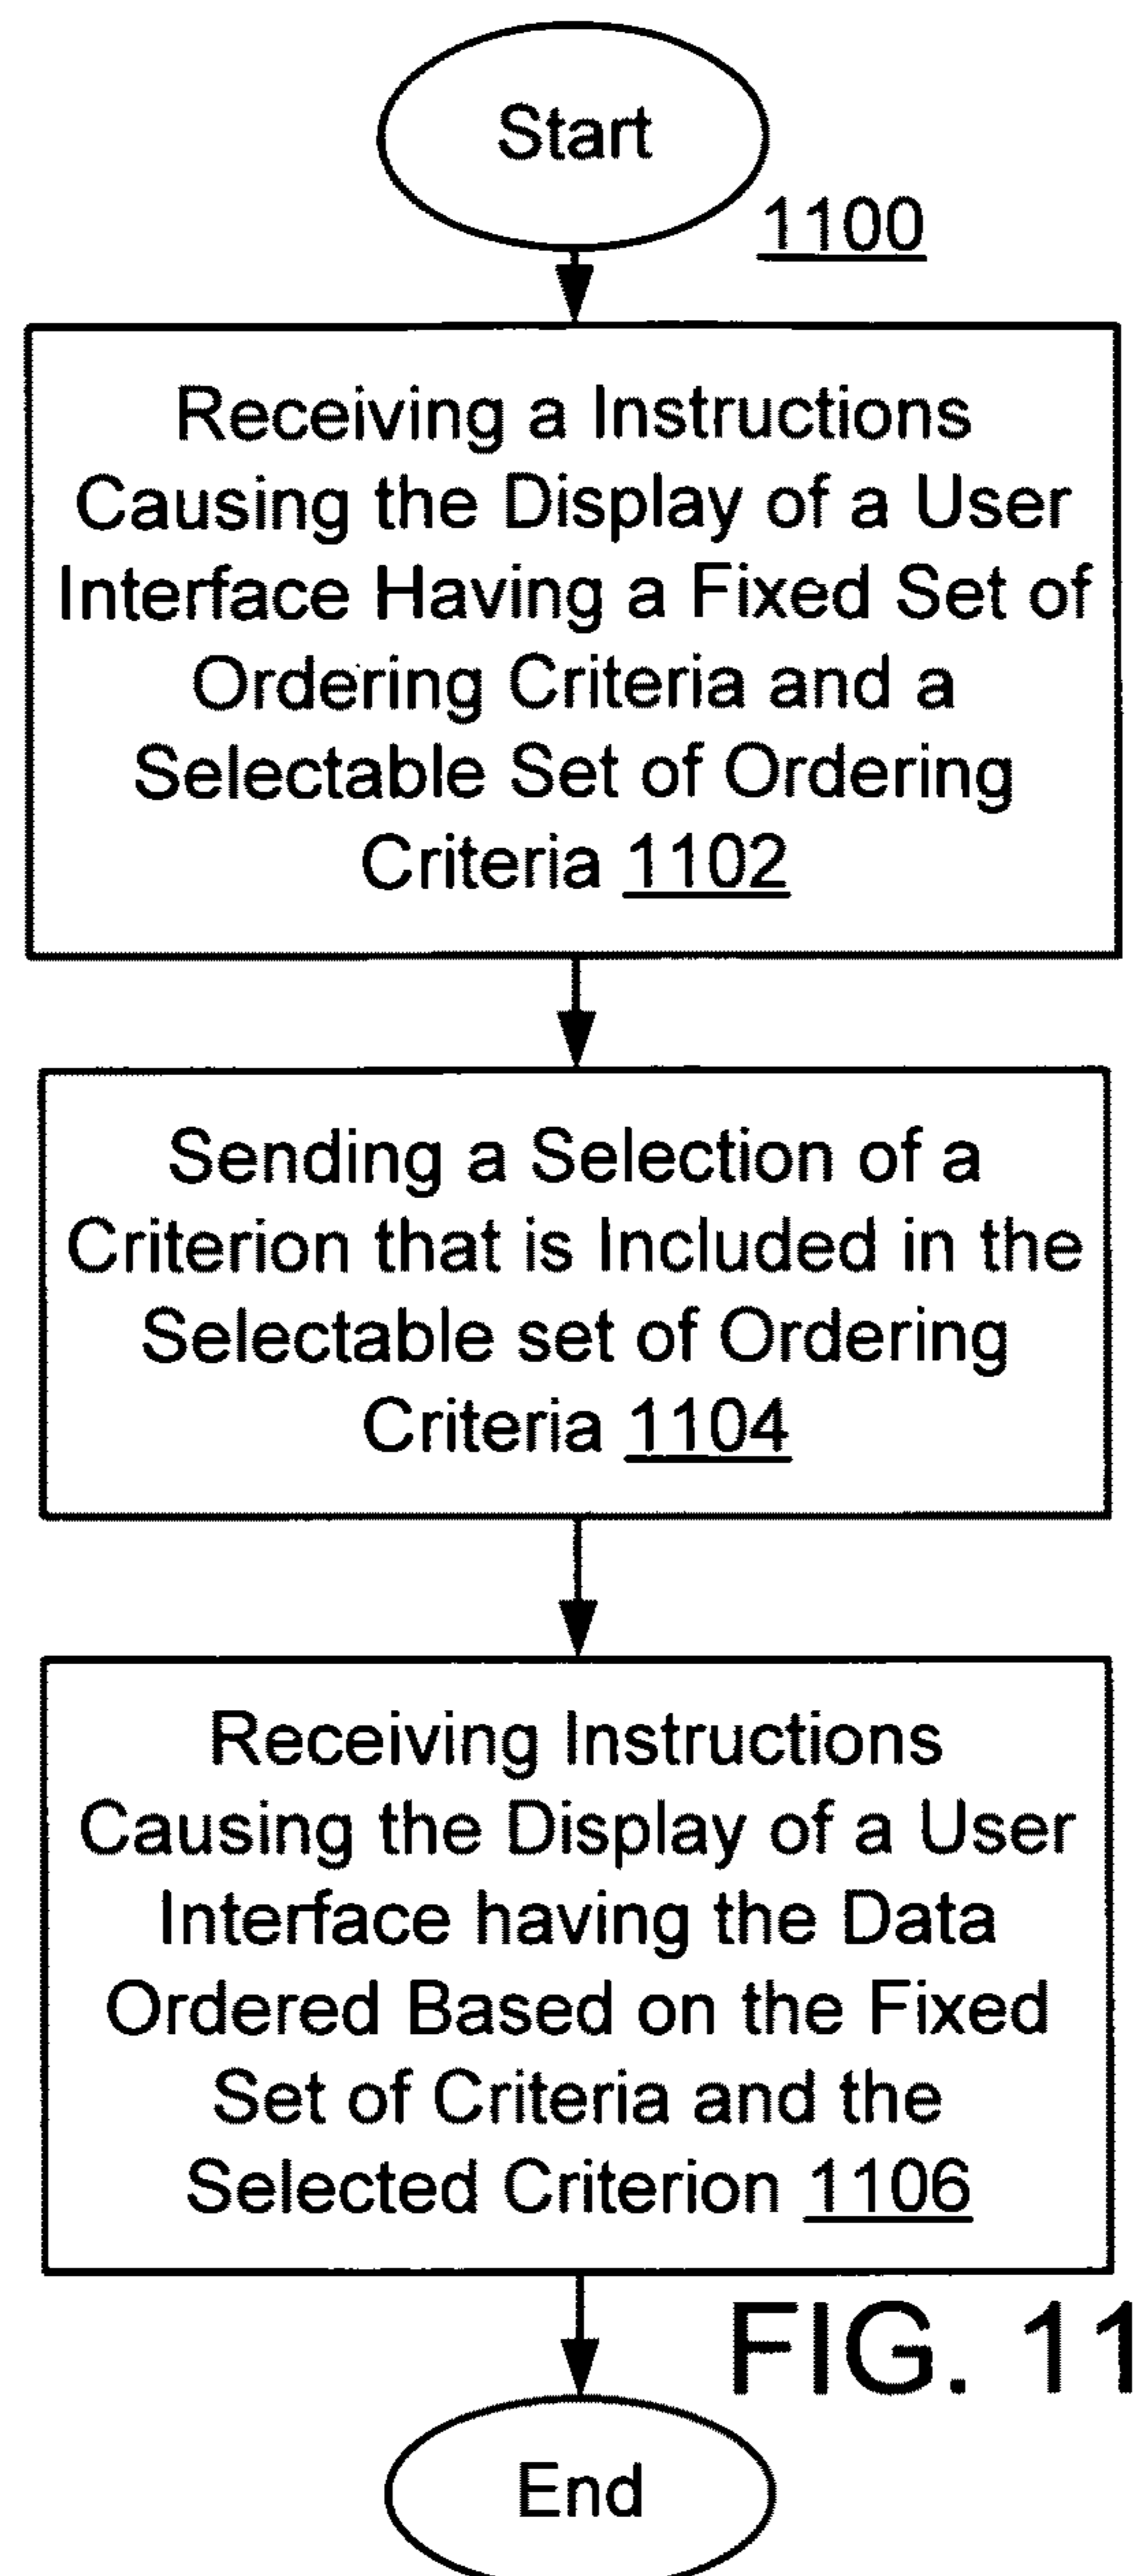 Start
1100
Receiving a Instructions
Causing the Display of a User
Interface Having a Fixed Set of
Ordering Criteria and a
Selectable Set of Ordering
Criteria 1102
Sending a Selection of a
Criterion that is Included in the
Selectable set of Ordering
Criteria 1104
Receiving Instructions
Causing the Display of a User
Interface having the Data
Ordered Based on the Fixed
Set of Criteria and the
Selected Criterion 1106
FIG. 11
End